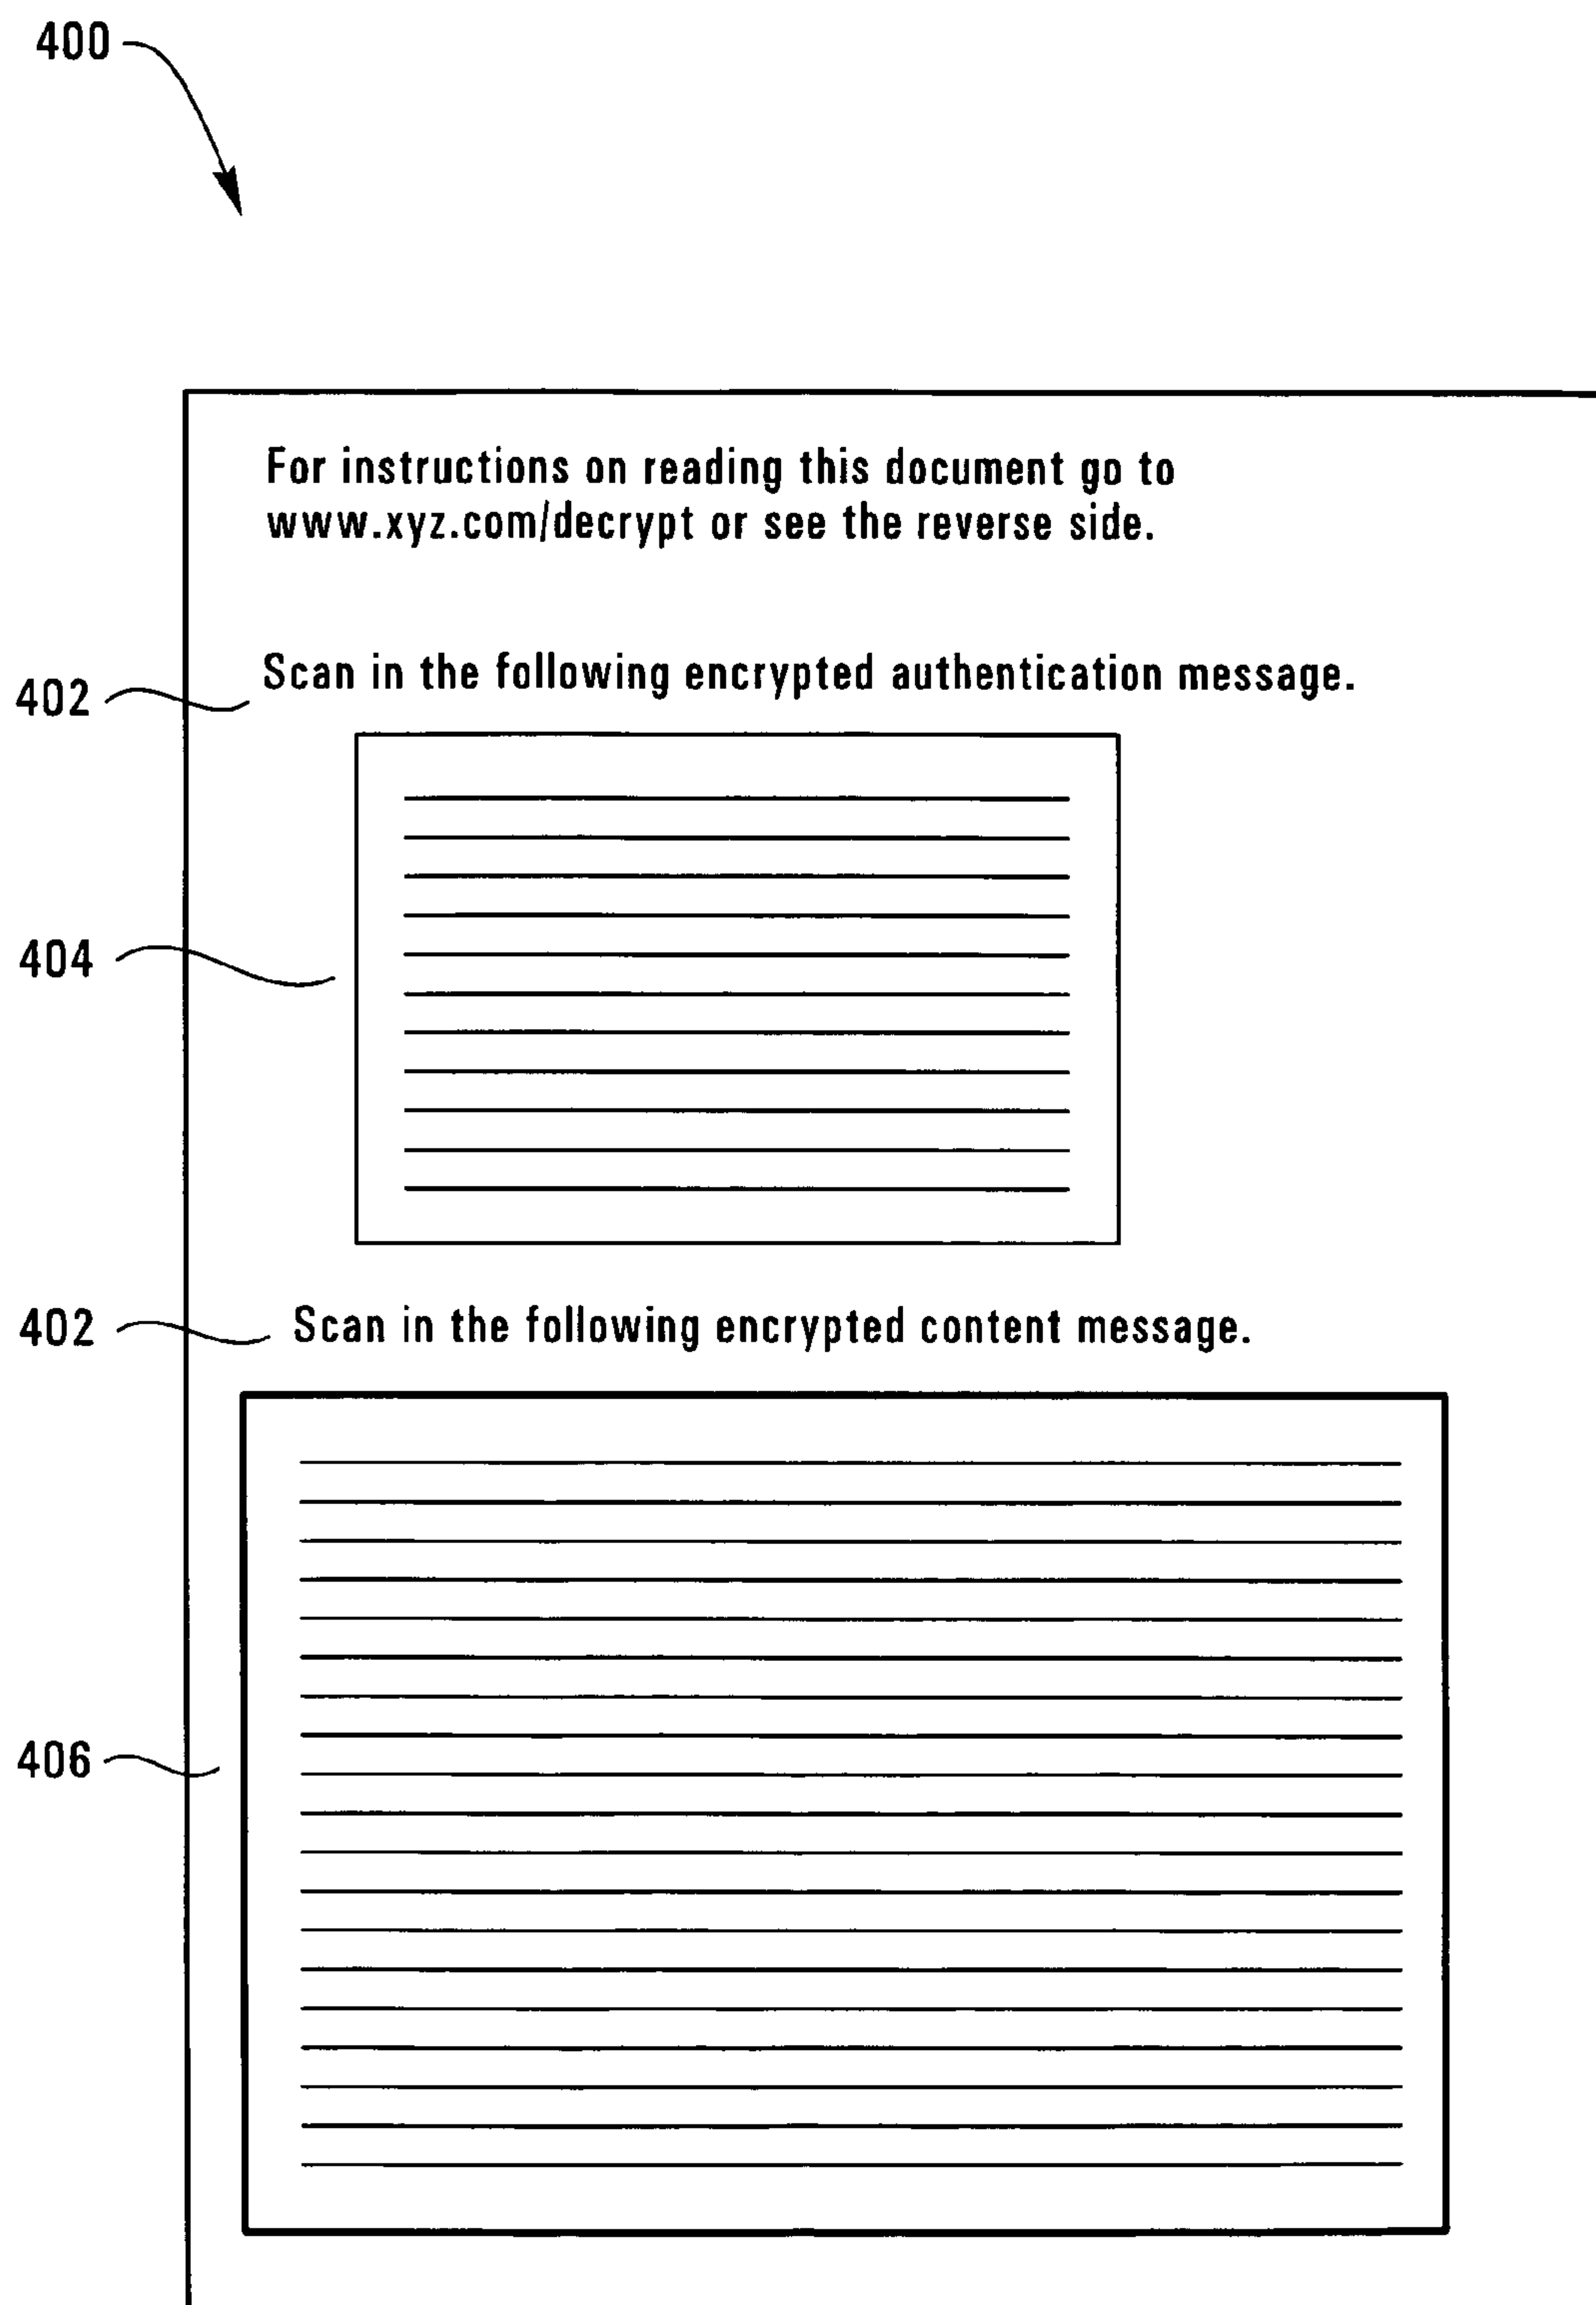 400
For instructions on reading this document go to
www.xyz.com/decrypt or see the reverse side.
402
Scan in the following encrypted authentication message.
404
402
Scan in the following encrypted content message.
406